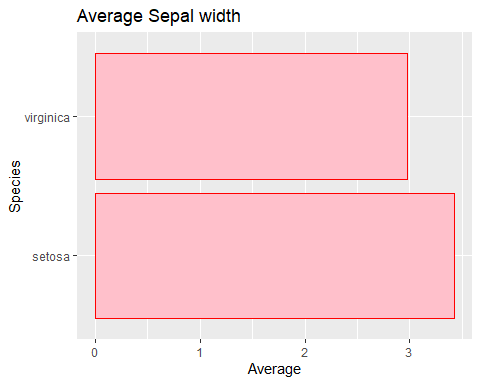 Average Sepal width
Species
virginica
setosa
0 1 2 3
Average